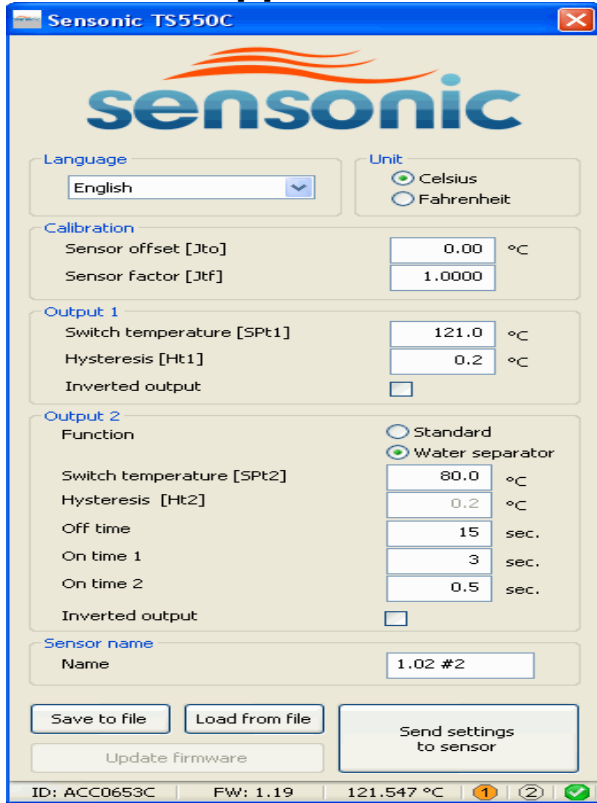 Sensonic TS550C
sensonic
Language
English
Unit
Celsius
Fahrenheit
Calibration
Sensor offset [Jto] 0.00 °C
Sensor factor [Jtf] 1.0000
Output 1
Switch temperature [SPt1] 121.0 °C
Hysteresis [Ht1] 0.2 °C
Inverted output
Output 2
Function Standard
Water separator
Switch temperature [SPt2] 80.0 °C
Hysteresis [Ht2] 0.2 °C
Off time 15 sec.
On time 1 3 sec.
On time 2 0.5 sec.
Inverted output
Sensor name
Name 1.02 #2
Save to file Load from file
Send settings
to sensor
Update firmware
ID: ACC0653C FW: 1.19 121.547 °C 1 2